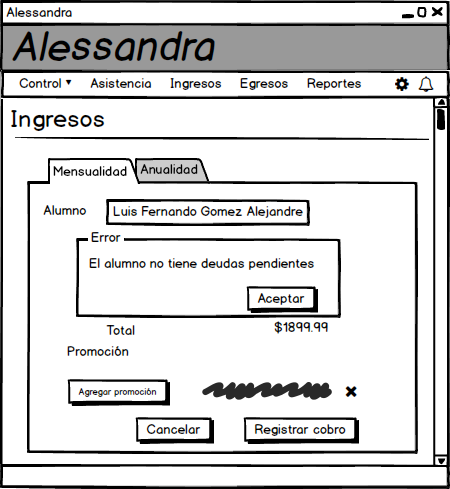 Alessandra
Alessandra
Control Asistencia Ingresos Egresos Reportes
Ingresos
Mensualidad Anualidad
Alumno Luis Fernando Gomez Alejandre
Error
El alumno no tiene deudas pendientes
Aceptar
Total $1899.99
Promoción
Agregar promoción
Cancelar Registrar cobro